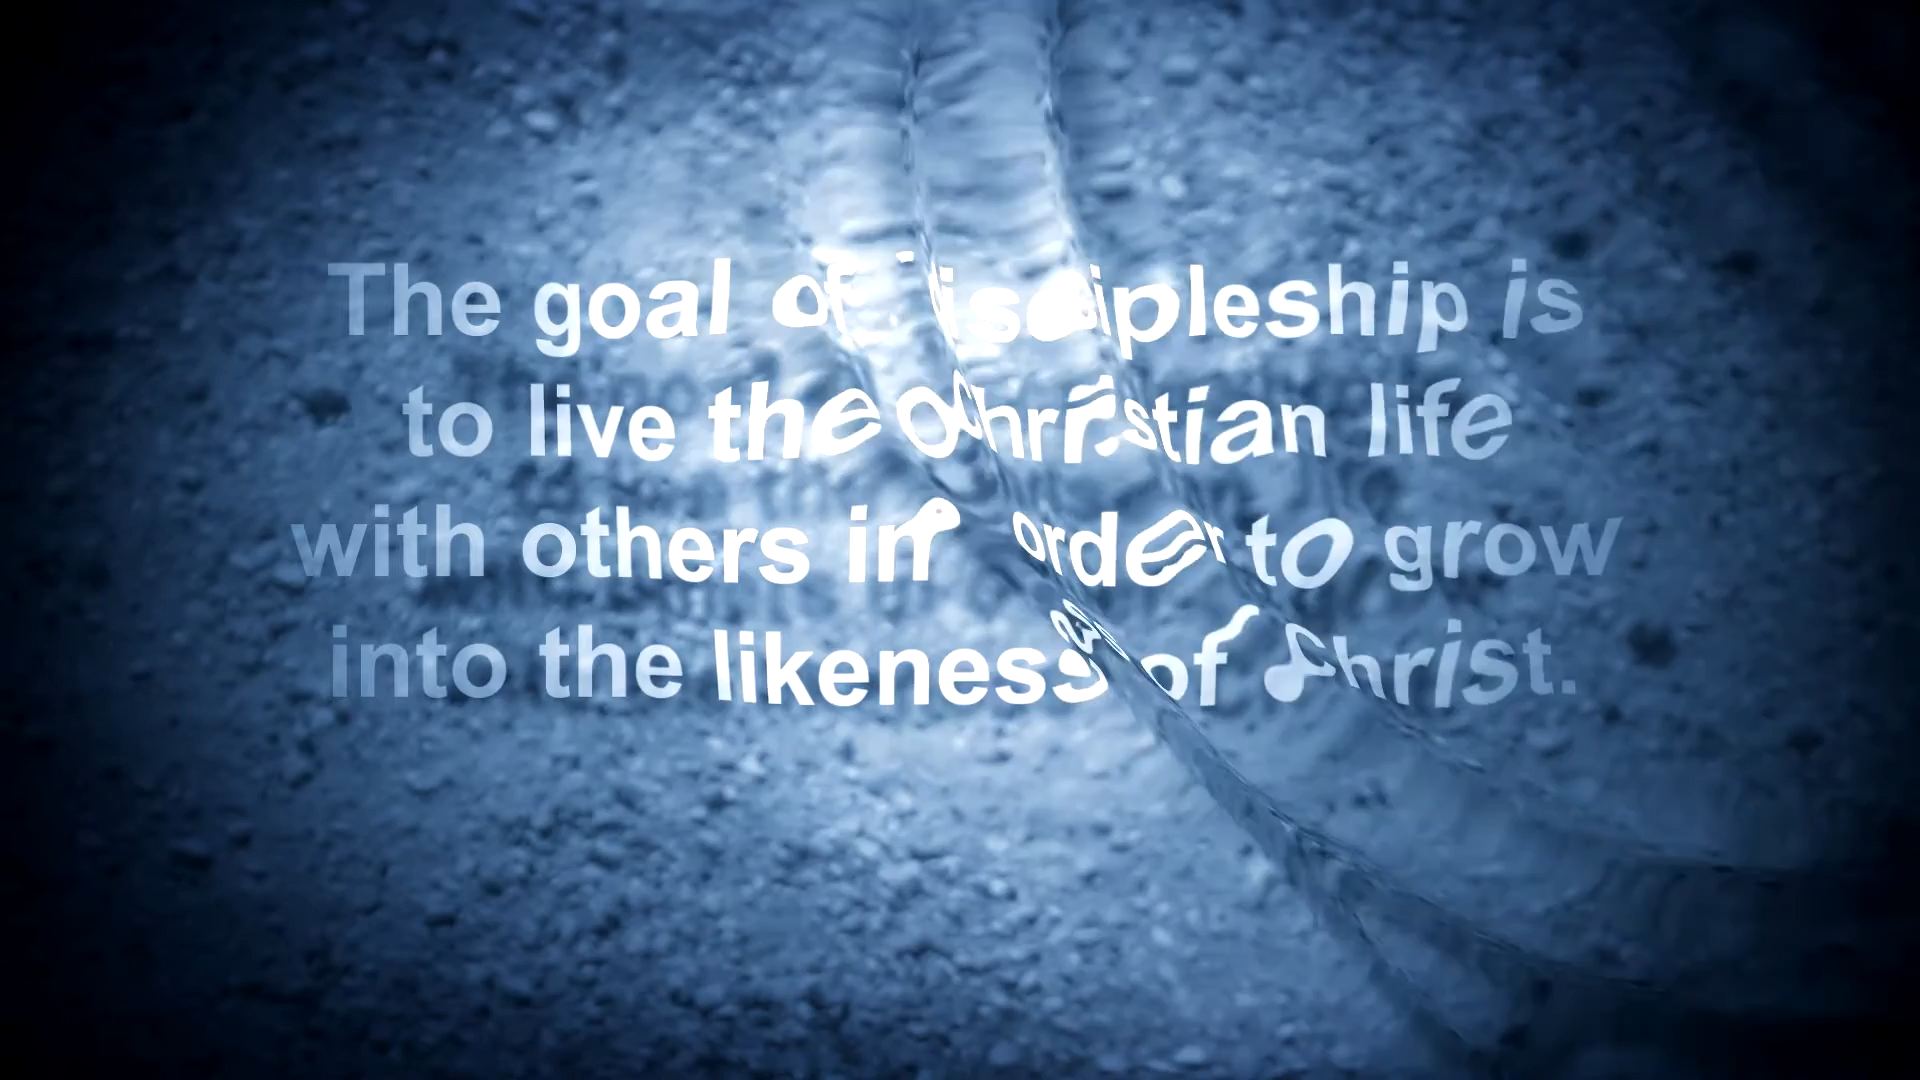 The goal of discipleship is
to live the Christian life
with others in order to grow
into the likeness of Christ.